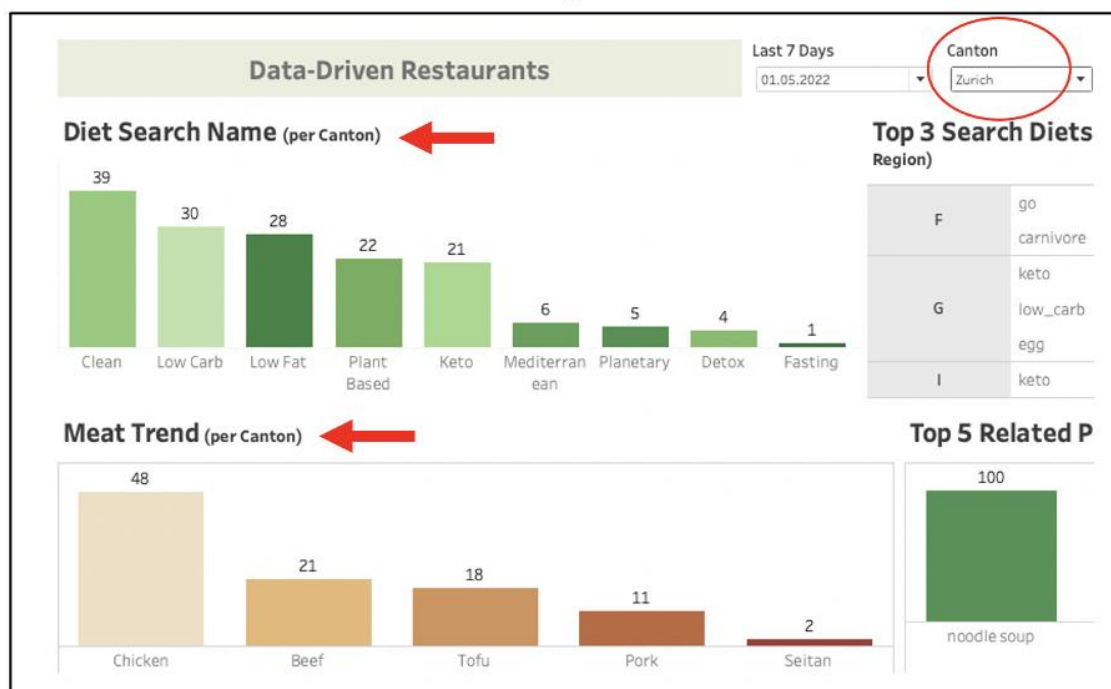 Data-Driven Restaurants
Last 7 Days
01.05.2022
Canton
Zurich
Diet Search Name (per Canton)
39
30
28
22
21
6
5
4
1
Clean
Low Carb
Low Fat
Plant
Based
Keto
Mediterran
ean
Planetary
Detox
Fasting
Top 3 Search Diets
Region)
F
go
carnivore
G
keto
low_carb
egg
I
keto
Meat Trend (per Canton)
48
21
18
11
2
Chicken
Beef
Tofu
Pork
Seitan
Top 5 Related P
100
noodle soup